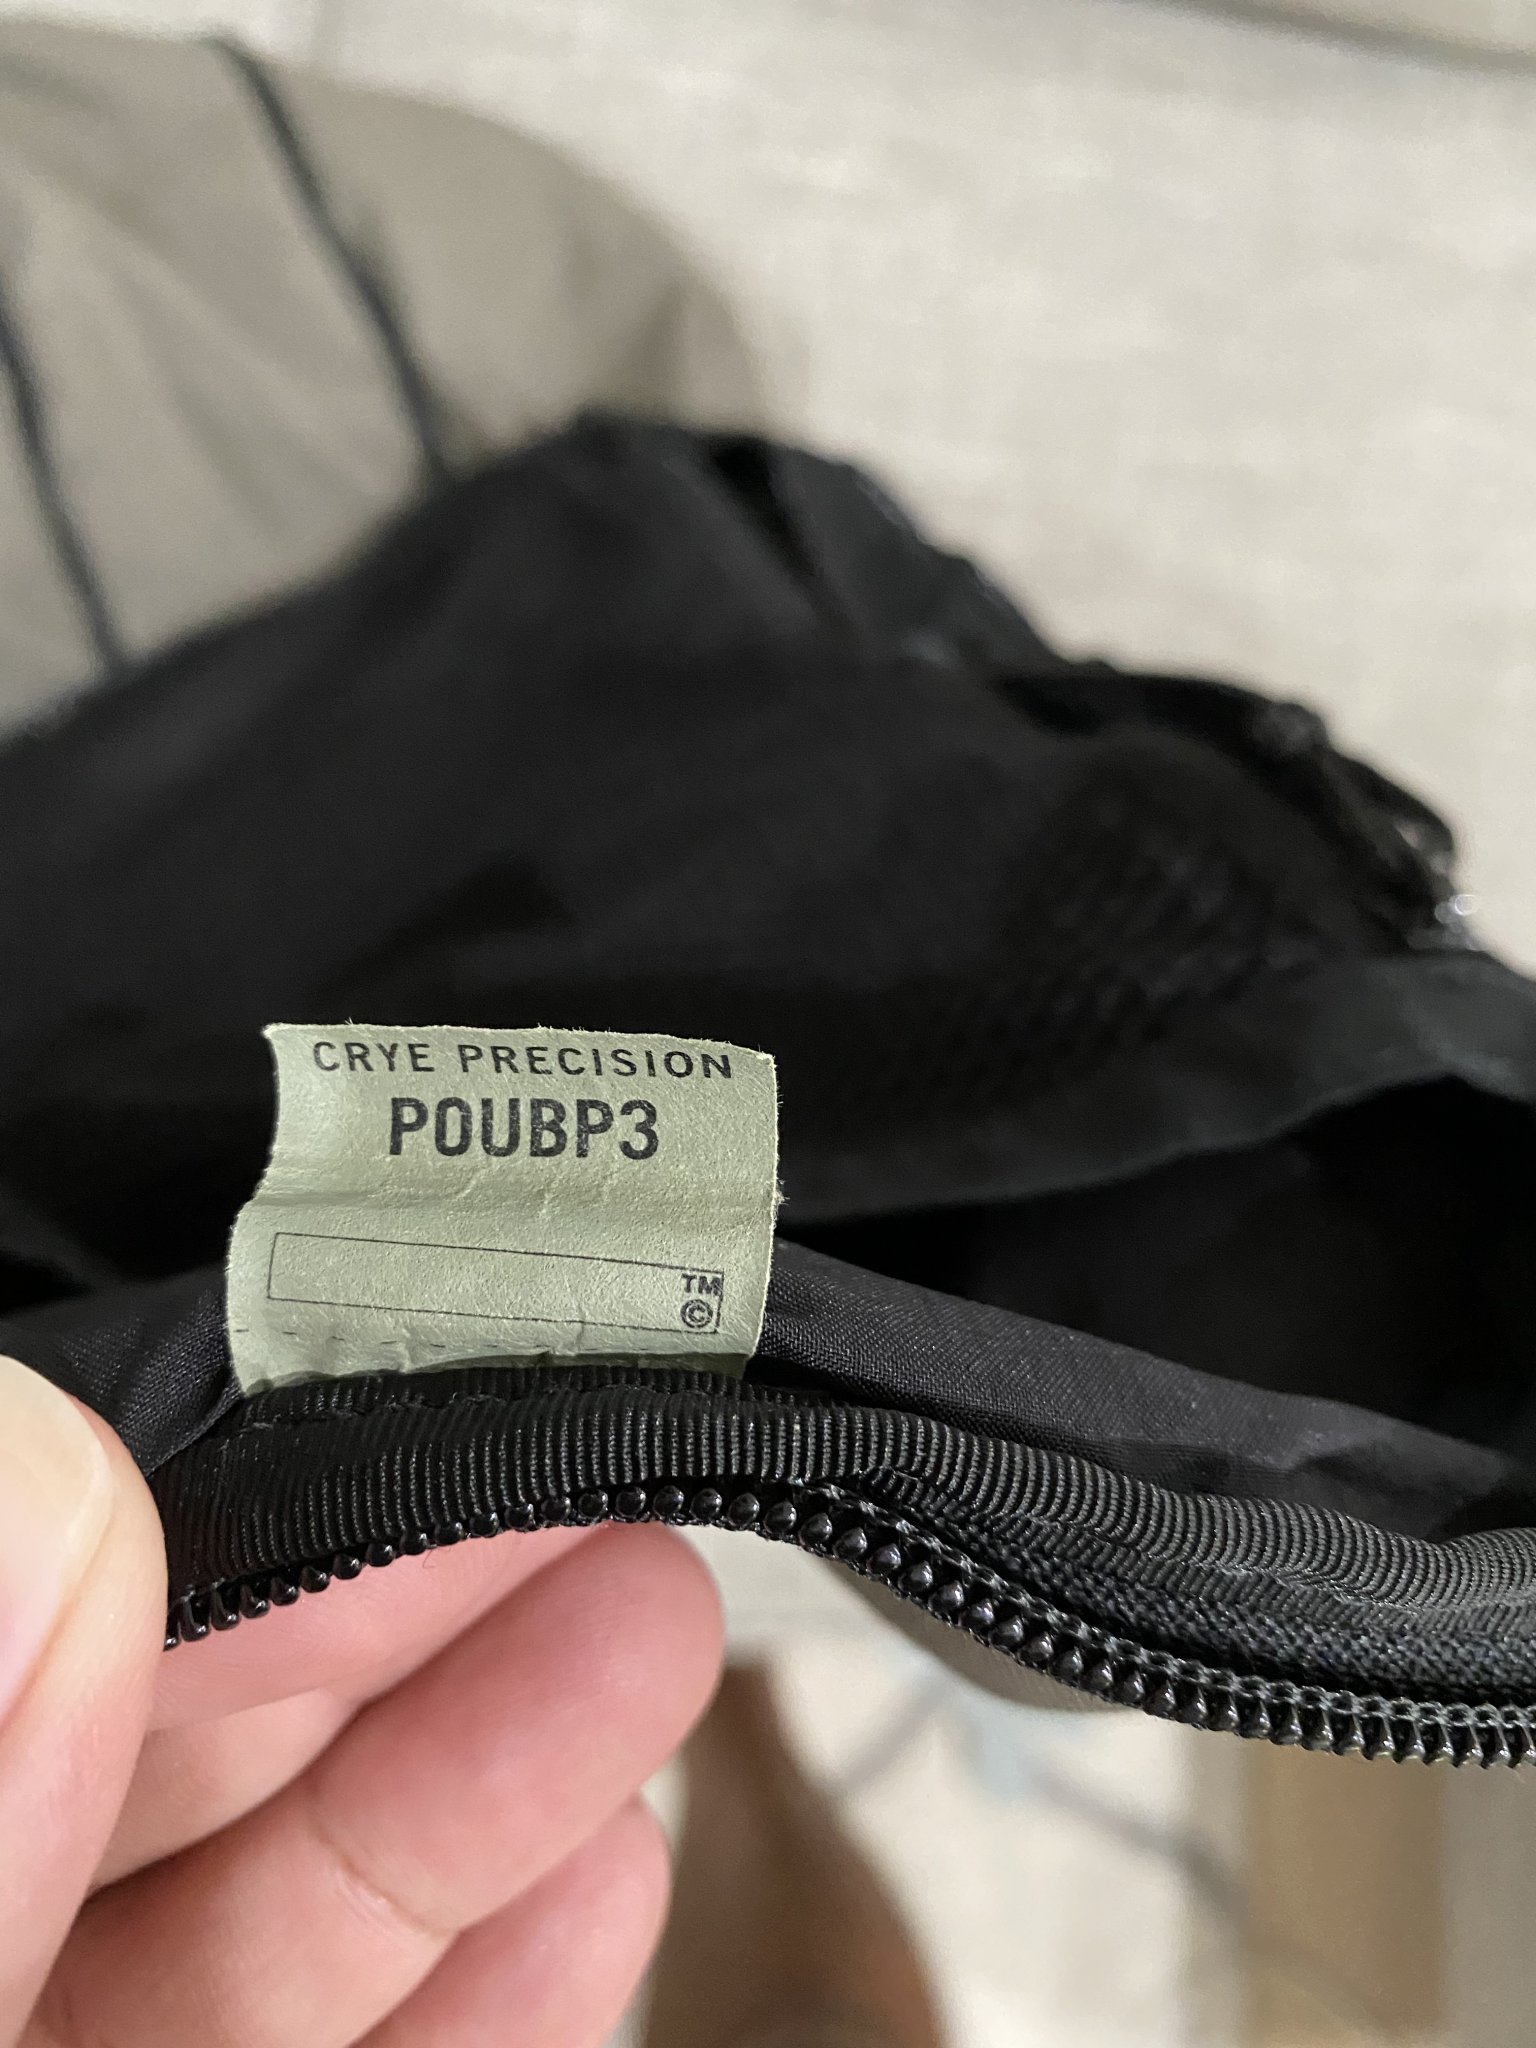 CRYE PRECISION
POUBP3
TM
©